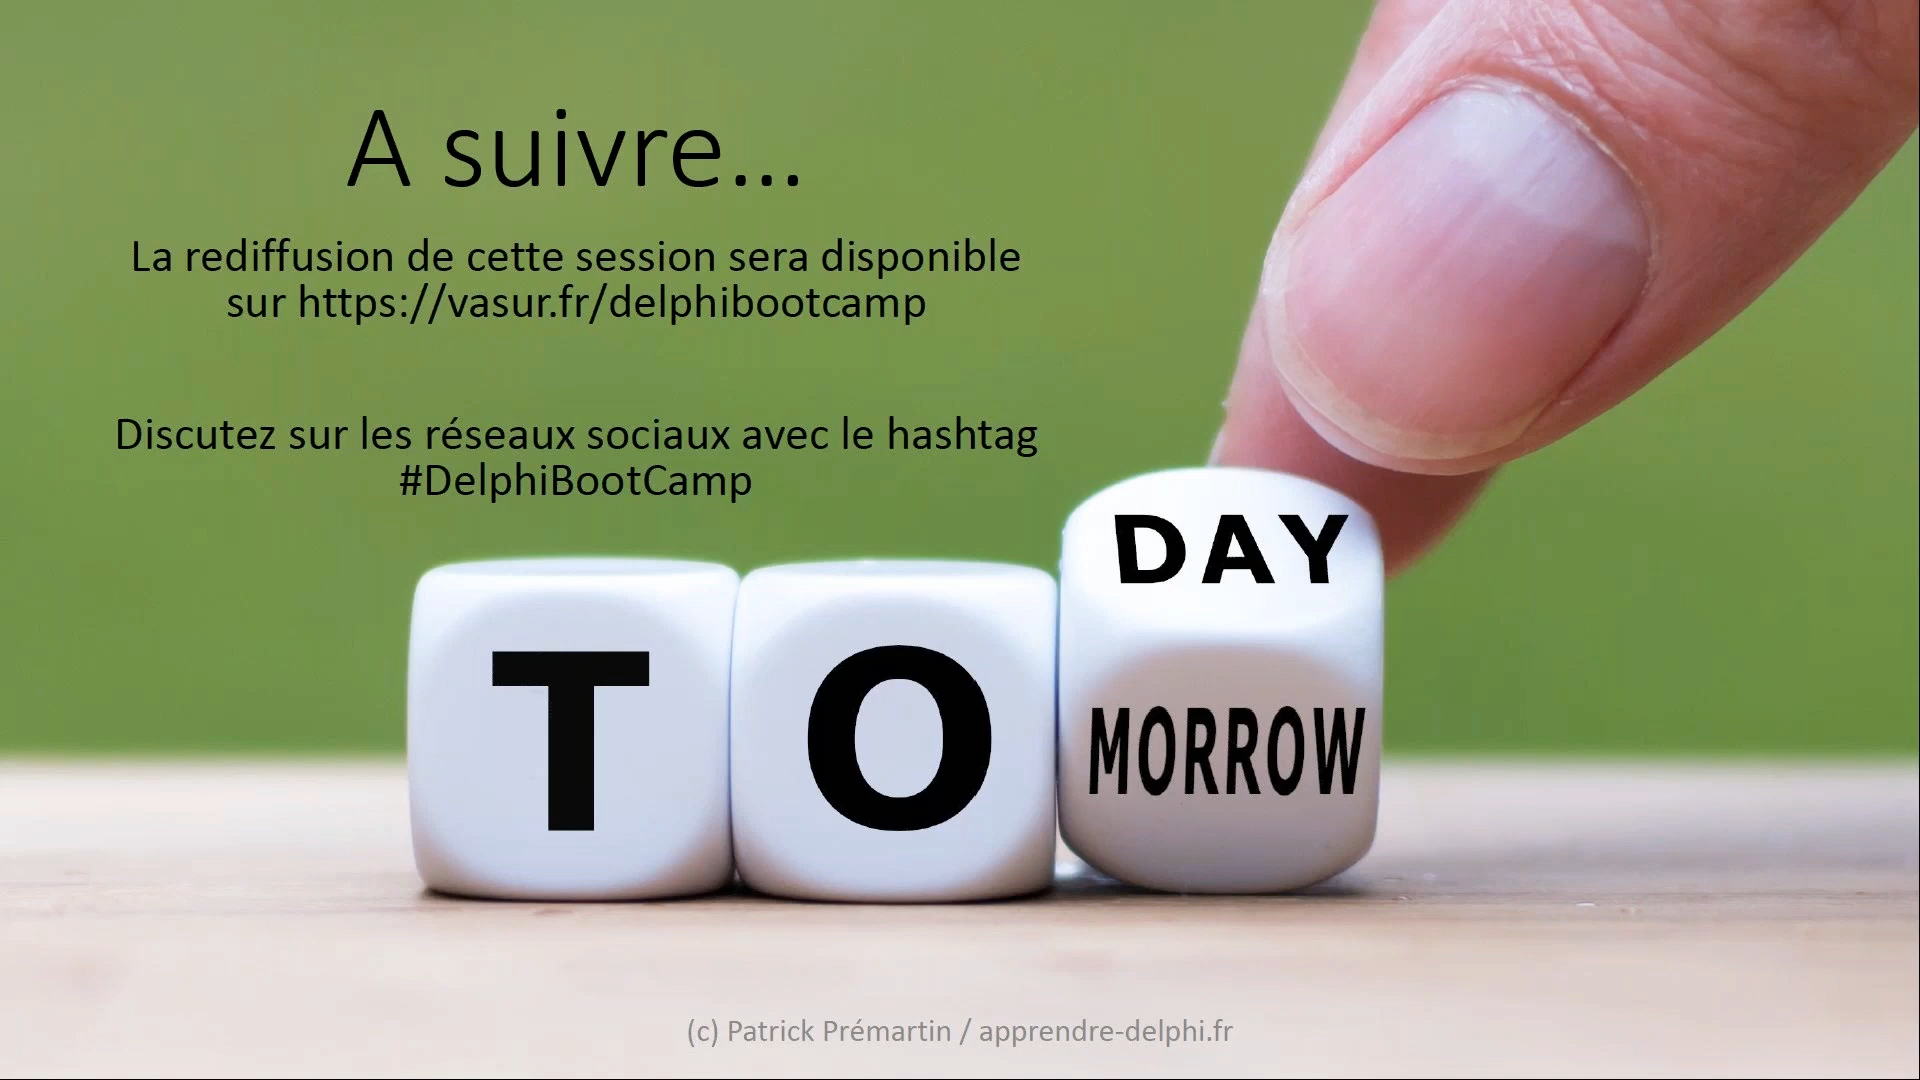 A suivre...
La rediffusion de cette session sera disponible
sur https://vasur.fr/delphibootcamp
Discutez sur les réseaux sociaux avec le hashtag
#DelphiBootCamp
DAY
T O
MORROW
(c) Patrick Prémartin / apprendre-delphi.fr